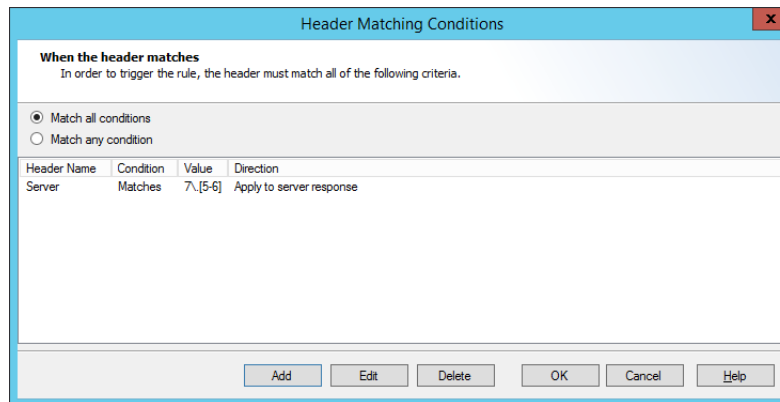 Header Matching Conditions
x
When the header matches
In order to trigger the rule, the header must match all of the following criteria.
Match all conditions
Match any condition
Header Name Condition Value Direction
Server Matches 7\.[5-6] Apply to server response
Add Edit Delete OK Cancel Help